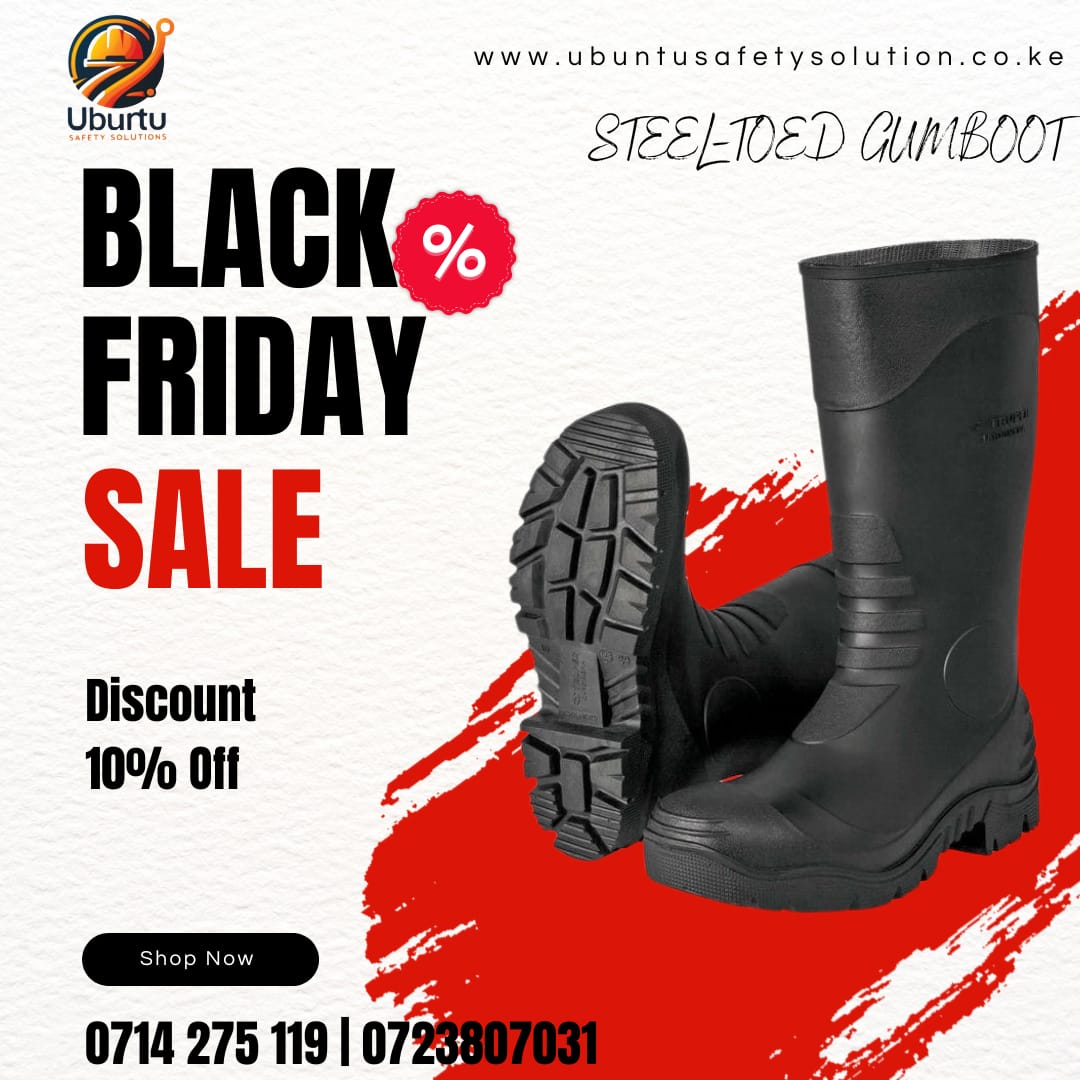 Uburtu
SAFETY SOLUTIONS
www.ubuntusafetysolution.co.ke
STEEL-TOED GUMBOOT
BLACK
%
FRIDAY
SALE
Discount
10% Off
Shop Now
0714 275 119 | 0723807031